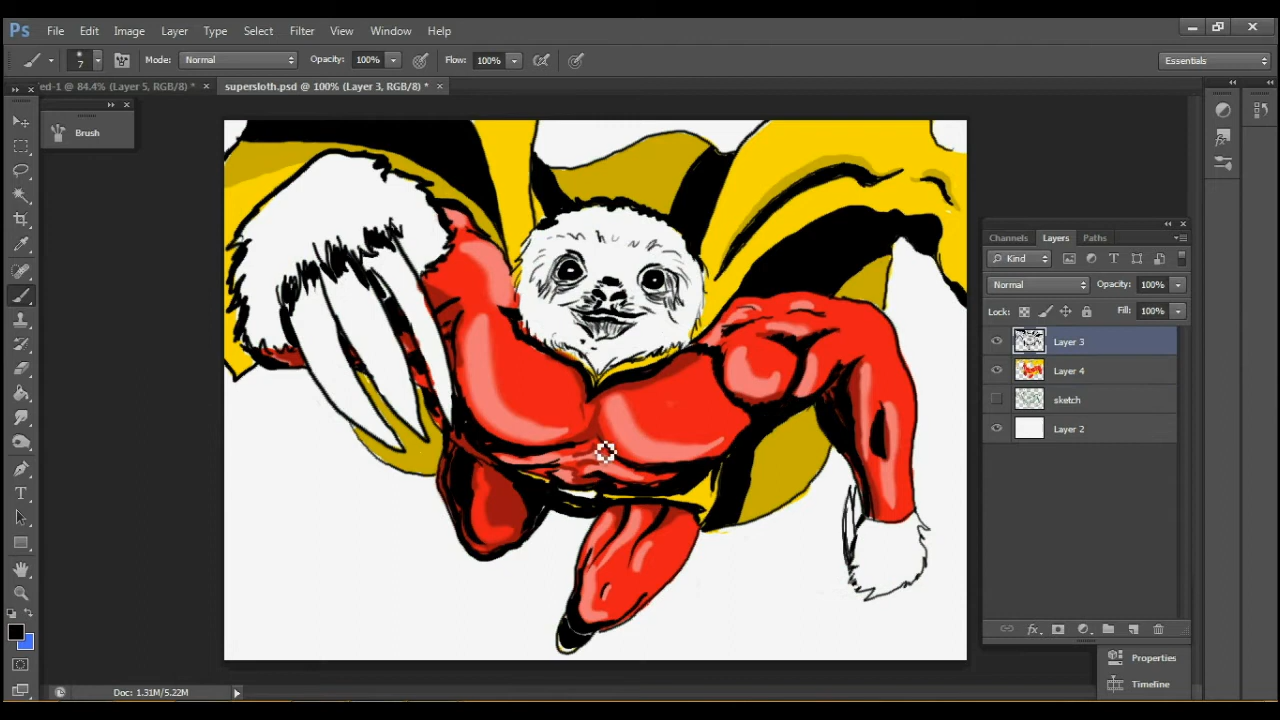 Ps File Edit Image Layer Type Select Filter View Window Help
7 Mode: Normal Opacity: 100% Flow: 100% Essentials
ed-1 @ 84.4% (Layer 5, RGB/8) * × supersloth.psd @ 100% (Layer 3, RGB/8) * ×
Brush
Channels Layers Paths
Kind
Normal Opacity: 100%
Lock: Fill: 100%
Layer 3
Layer 4
sketch
Layer 2
fx
Properties
Timeline
Doc: 1.31M/5.22M